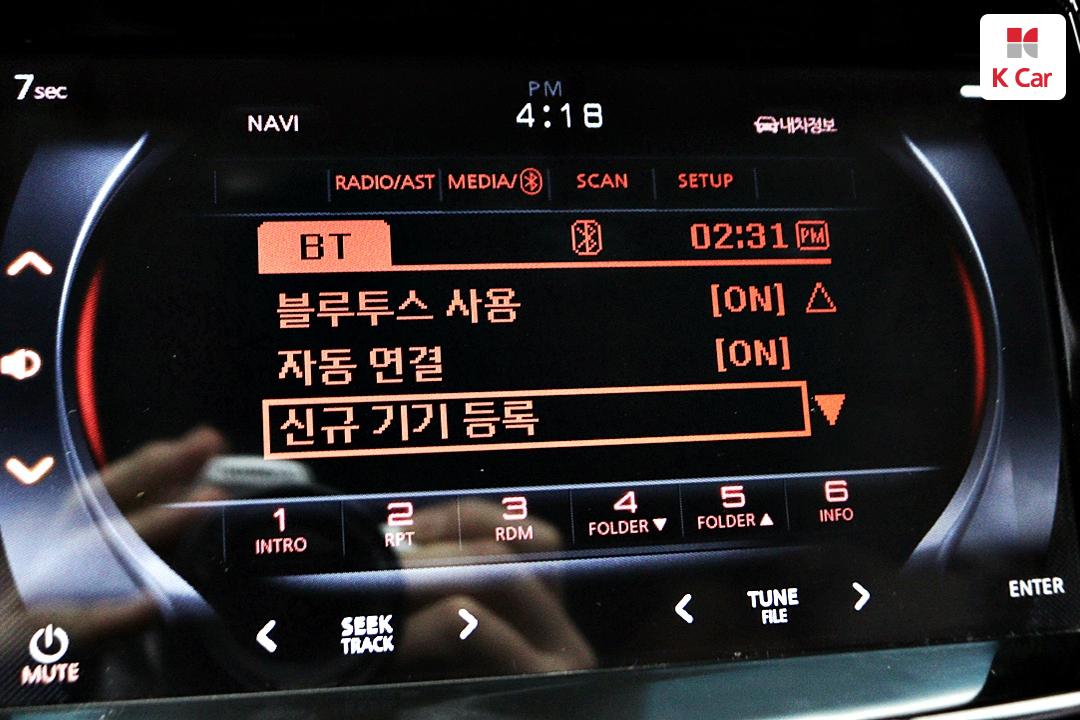 K Car
7sec
PM
4:18
NAVI
내차정보
RADIO/AST MEDIA/ SCAN SETUP
BT 02:31 PM
블루투스 사용 [ON]
자동 연결 [ON]
신규 기기 등록
1 2 3 4 5 6
INTRO RPT RDM FOLDER▼ FOLDER▲ INFO
< SEEK TRACK > < TUNE FILE > ENTER
MUTE